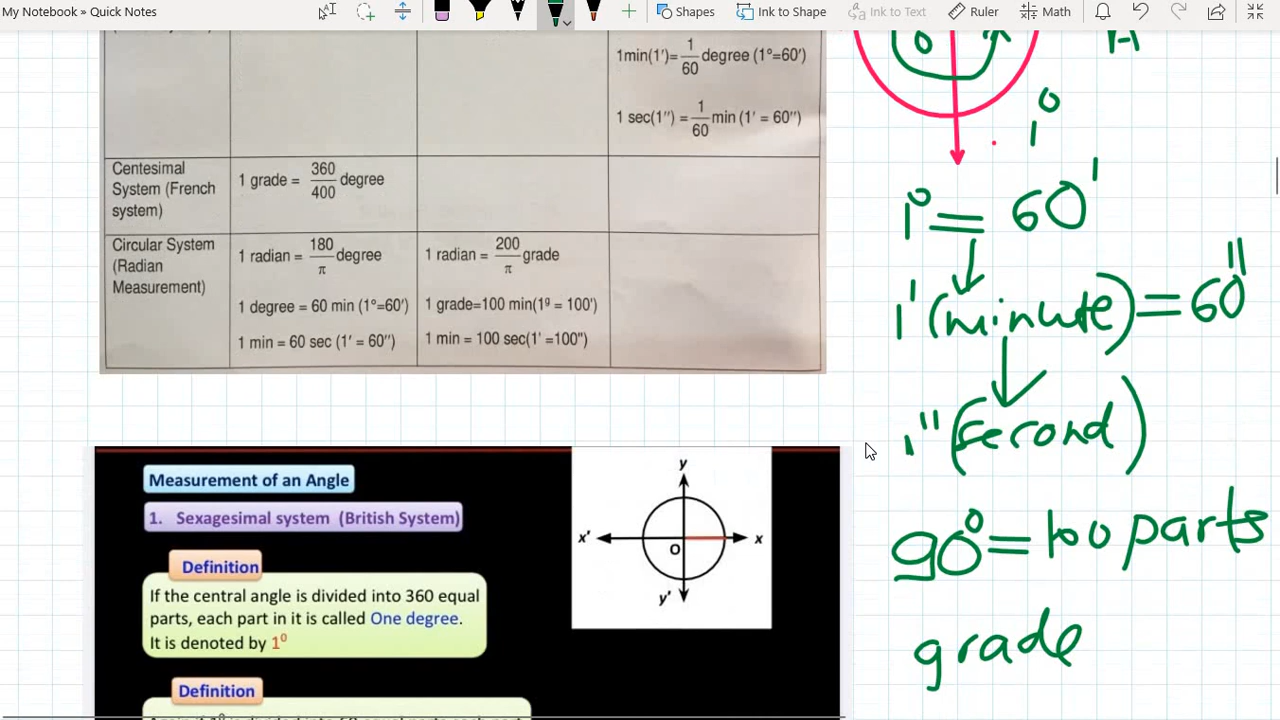 My Notebook » Quick Notes
Shapes
Ink to Shape
Ink to Text
Ruler
Math
1min(1')= 1/60 degree (1°=60')
1 sec(1'') = 1/60 min (1' = 60'')
Centesimal
System (French
system)
1 grade = 360/400 degree
Circular System
(Radian
Measurement)
1 radian = 180/π degree
1 radian = 200/π grade
1 degree = 60 min (1°=60')
1 grade=100 min(1ᵍ = 100')
1 min = 60 sec (1' = 60'')
1 min = 100 sec(1' =100'')
Measurement of an Angle
1. Sexagesimal system (British System)
Definition
If the central angle is divided into 360 equal
parts, each part in it is called One degree.
It is denoted by 1⁰
Definition
y
x'
O
x
y'
0
A
1°
1° = 60'
1' (minute) = 60''
1'' (second)
90° = 100 parts
grade